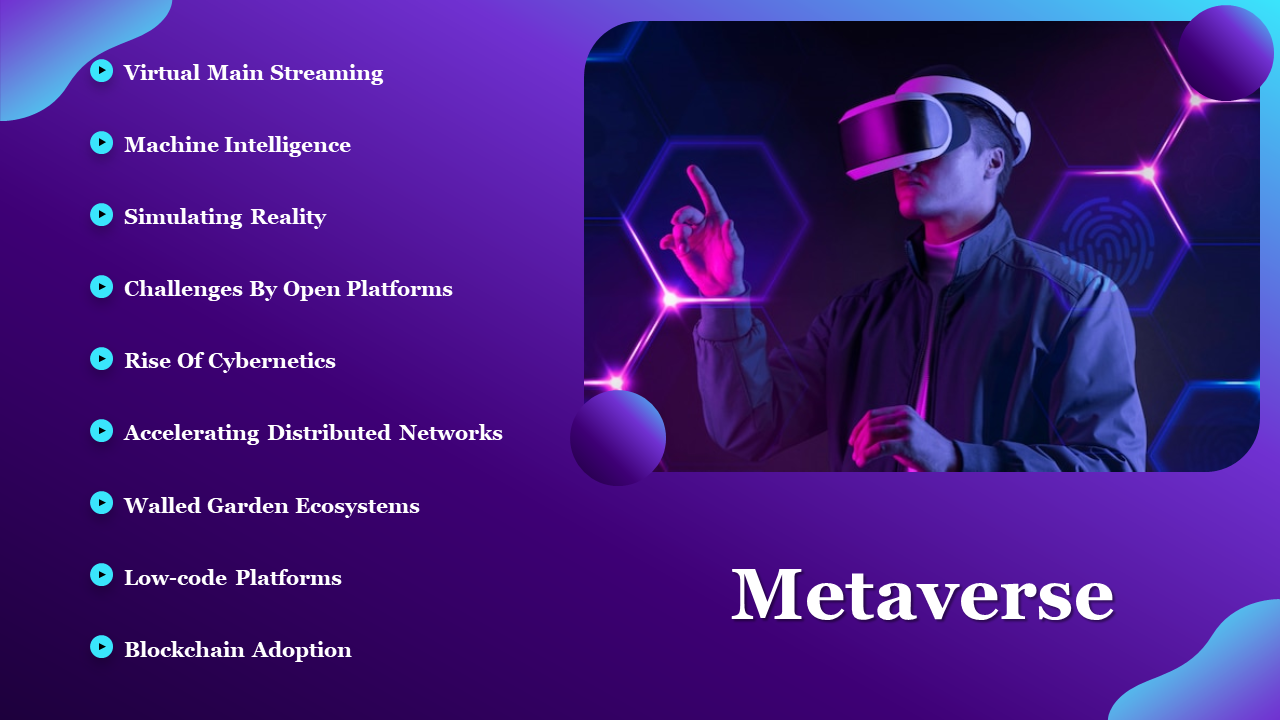 Virtual Main Streaming
Machine Intelligence
Simulating Reality
Challenges By Open Platforms
Rise Of Cybernetics
Accelerating Distributed Networks
Walled Garden Ecosystems
Low-code Platforms
Blockchain Adoption
Metaverse